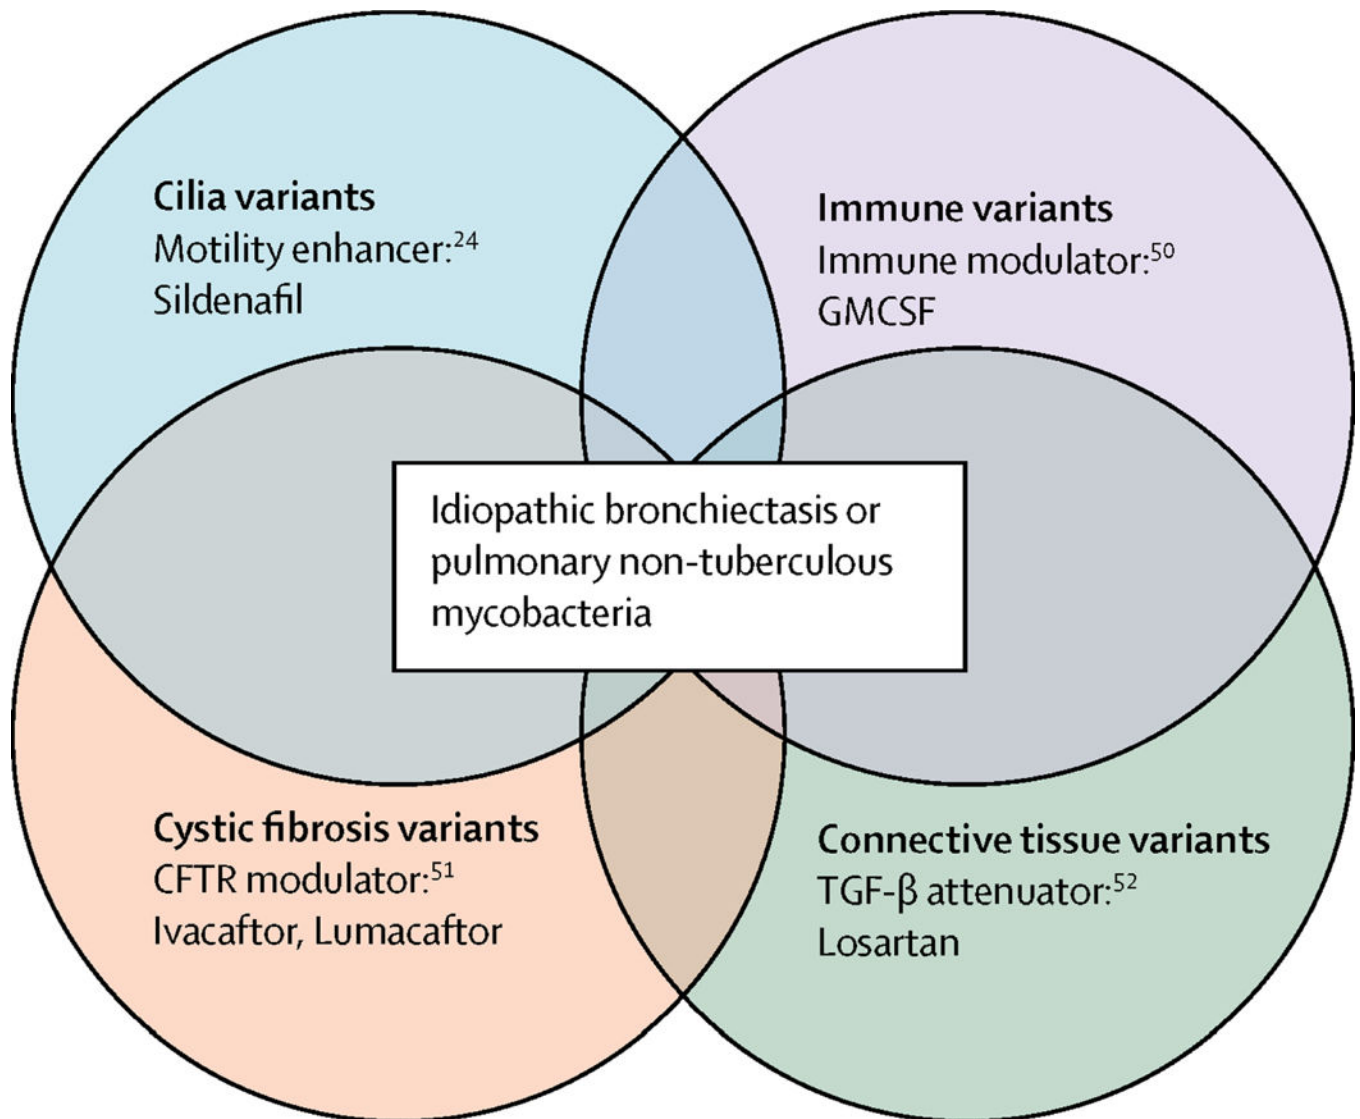 Cilia variants
Motility enhancer:²⁴
Sildenafil
Immune variants
Immune modulator:⁵⁰
GMCSF
Idiopathic bronchiectasis or
pulmonary non-tuberculous
mycobacteria
Cystic fibrosis variants
CFTR modulator:⁵¹
Ivacaftor, Lumacaftor
Connective tissue variants
TGF-β attenuator:⁵²
Losartan